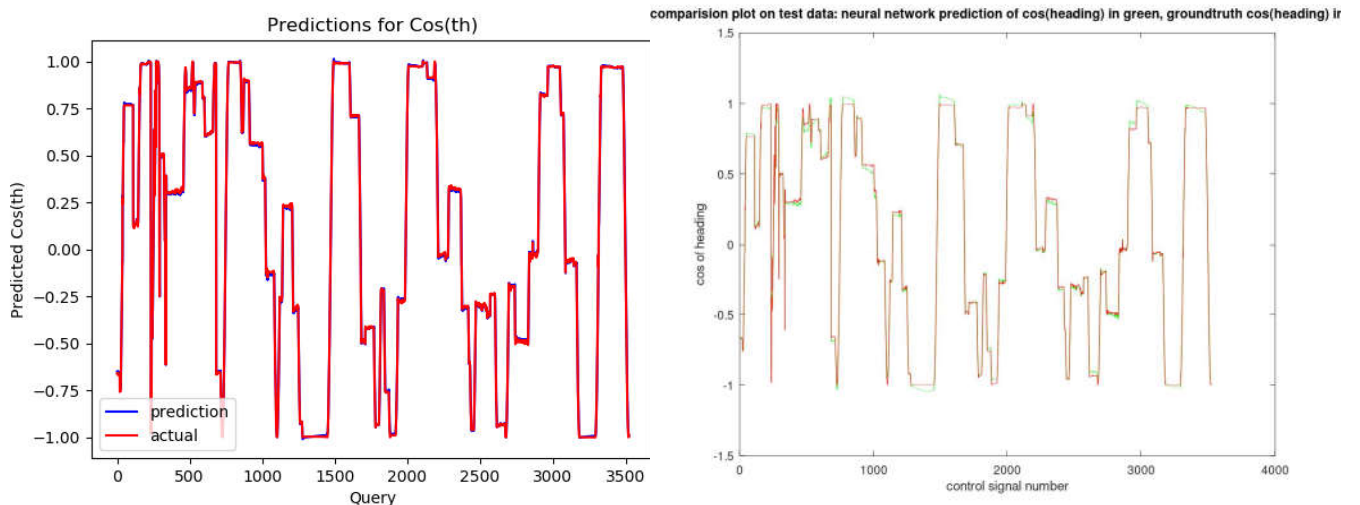 Predictions for Cos(th)
1.00
0.75
0.50
0.25
0.00
−0.25
−0.50
−0.75
−1.00
Predicted Cos(th)
prediction
actual
0 500 1000 1500 2000 2500 3000 3500
Query
comparision plot on test data: neural network prediction of cos(heading) in green, groundtruth cos(heading) ir
1.5
1
0.5
0
-0.5
-1
-1.5
cos of heading
0 1000 2000 3000 4000
control signal number